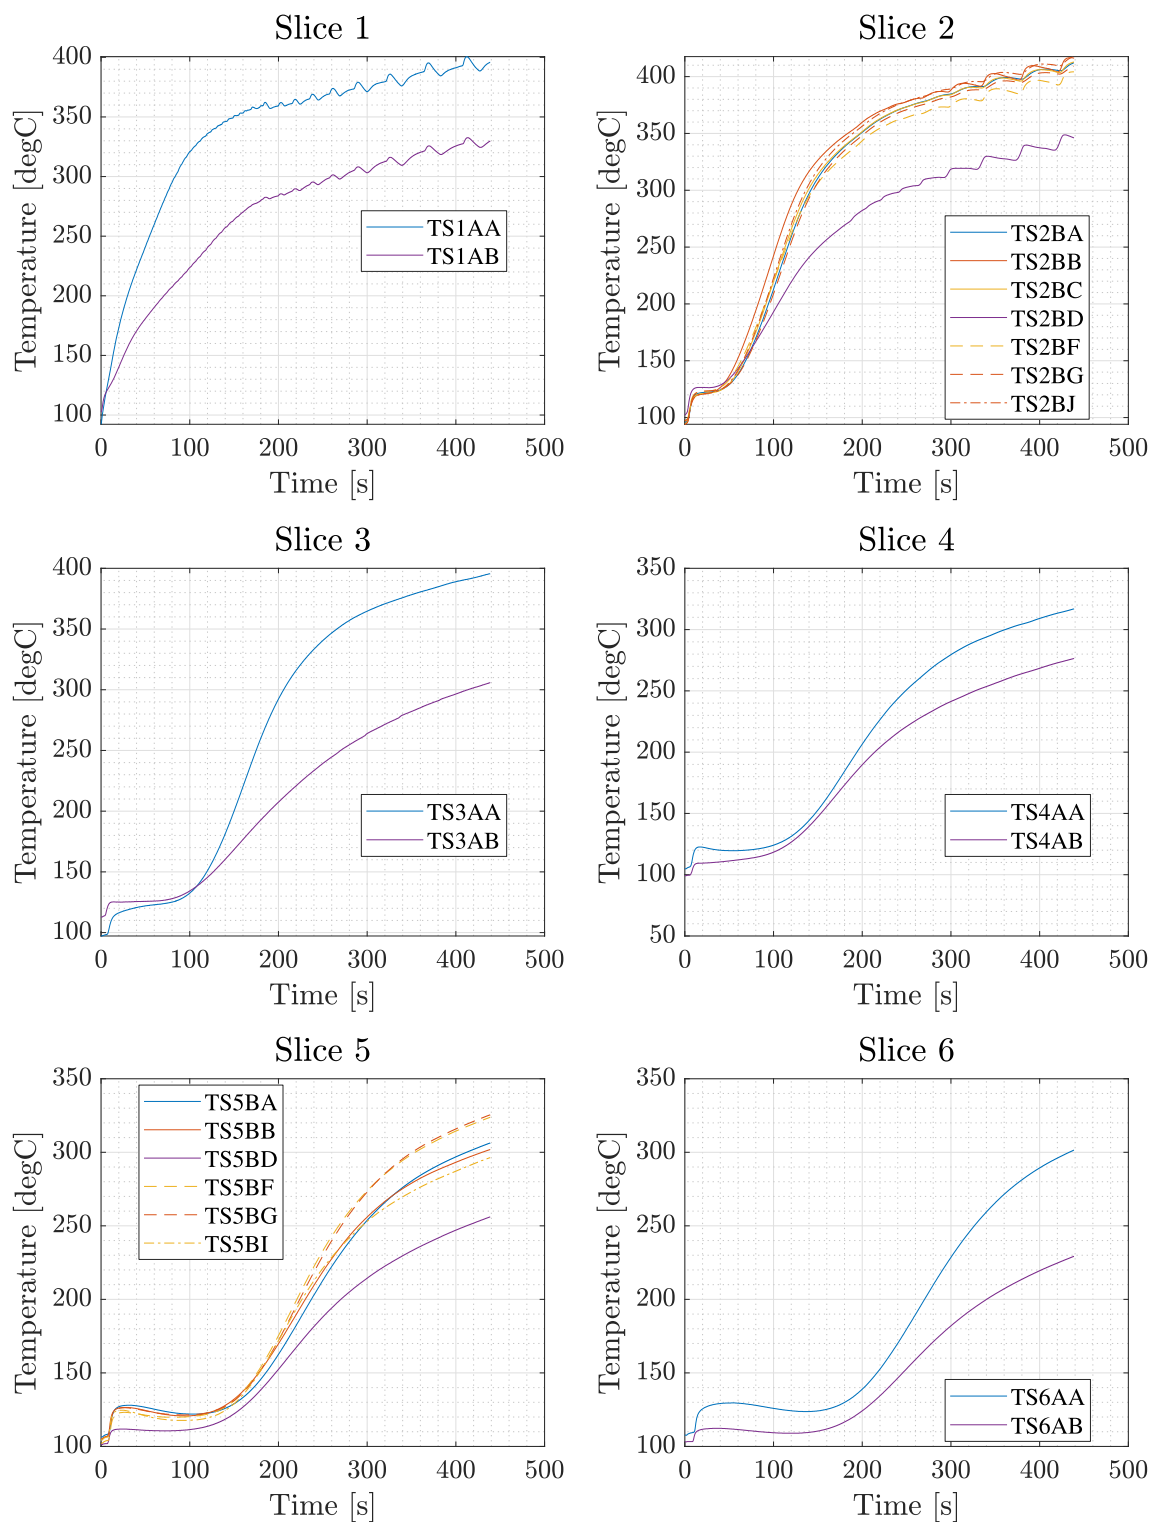 Slice 1
Temperature [degC]
400
350
300
250
200
150
100
TS1AA
TS1AB
0 100 200 300 400 500
Time [s]
Slice 2
Temperature [degC]
400
350
300
250
200
150
100
TS2BA
TS2BB
TS2BC
TS2BD
TS2BF
TS2BG
TS2BJ
0 100 200 300 400 500
Time [s]
Slice 3
Temperature [degC]
400
350
300
250
200
150
100
TS3AA
TS3AB
0 100 200 300 400 500
Time [s]
Slice 4
Temperature [degC]
350
300
250
200
150
100
50
TS4AA
TS4AB
0 100 200 300 400 500
Time [s]
Slice 5
Temperature [degC]
350
300
250
200
150
100
TS5BA
TS5BB
TS5BD
TS5BF
TS5BG
TS5BI
0 100 200 300 400 500
Time [s]
Slice 6
Temperature [degC]
350
300
250
200
150
100
TS6AA
TS6AB
0 100 200 300 400 500
Time [s]